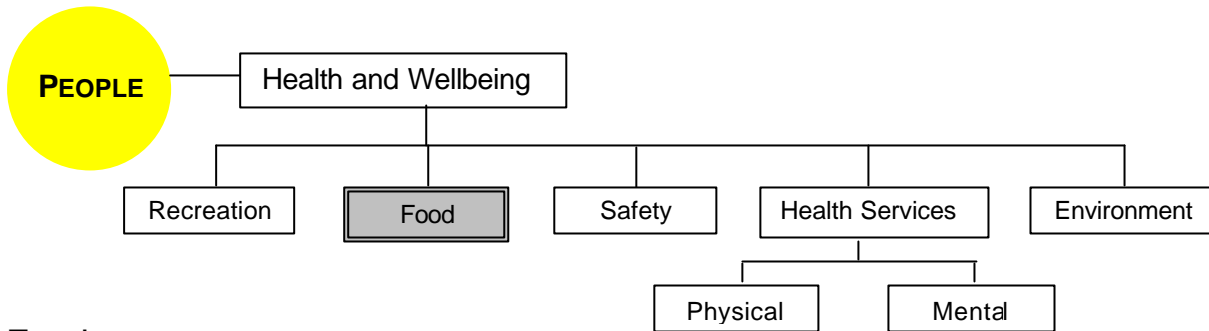 PEOPLE
Health and Wellbeing
Recreation
Food
Safety
Health Services
Environment
Physical
Mental